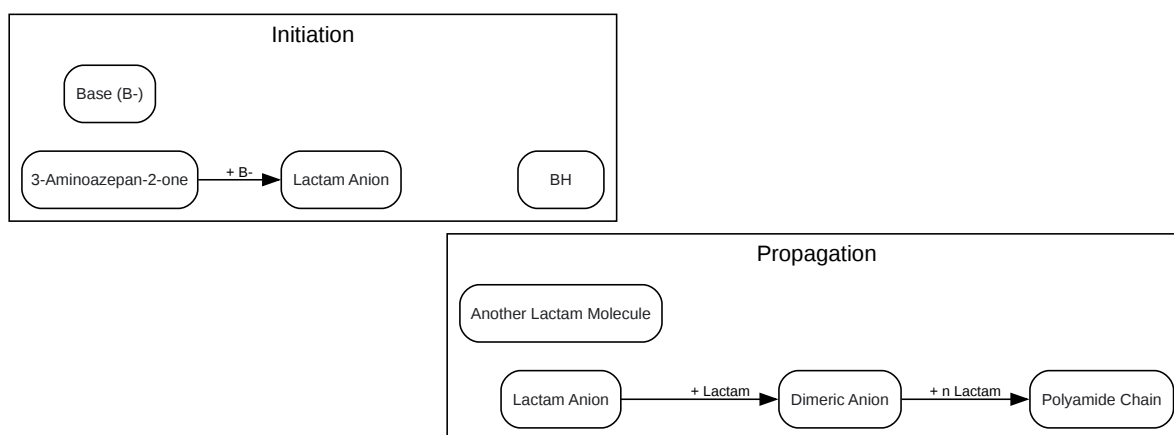 Initiation
Base (B-)
3-Aminoazepan-2-one
+ B-
Lactam Anion
BH
Propagation
Another Lactam Molecule
Lactam Anion
+ Lactam
Dimeric Anion
+ n Lactam
Polyamide Chain